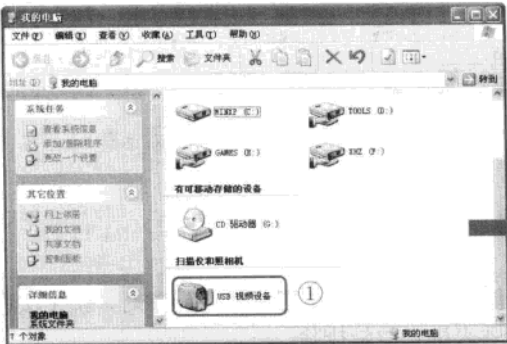 我的电脑
文件(F) 编辑(E) 查看(V) 收藏(A) 工具(T) 帮助(H)
搜索 文件夹
地址(D) 我的电脑 转到
系统任务
查看系统信息
添加/删除程序
更改一个设置
其它位置
网上邻居
我的文档
共享文档
控制面板
详细信息
我的电脑
系统文件夹
WINXP (C:) TOOLS (D:)
GAMES (E:)
有可移动存储的设备
CD 驱动器 (G:)
扫描仪和照相机
USB 视频设备 ①
7 个对象 我的电脑